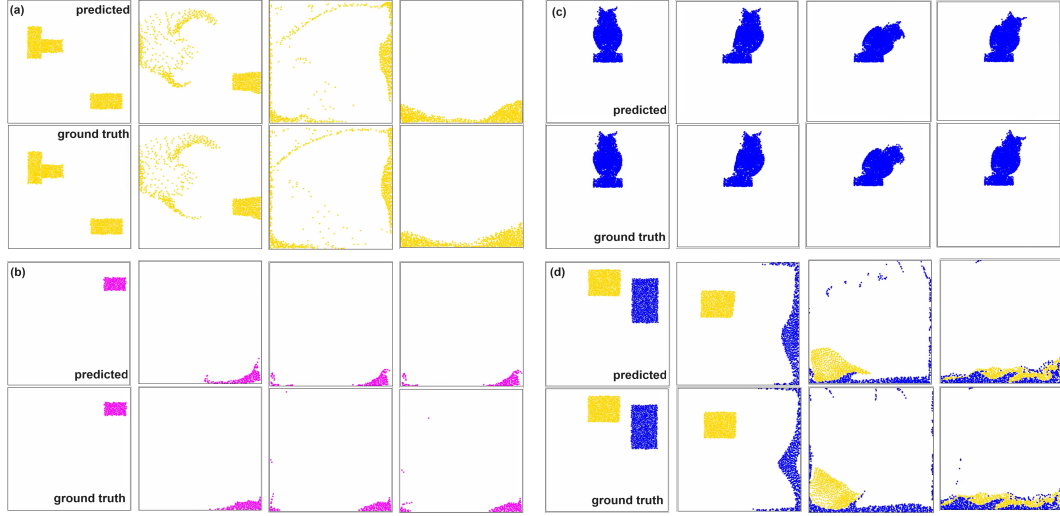 (a)
predicted
ground truth
(b)
predicted
ground truth
(c)
predicted
ground truth
(d)
predicted
ground truth